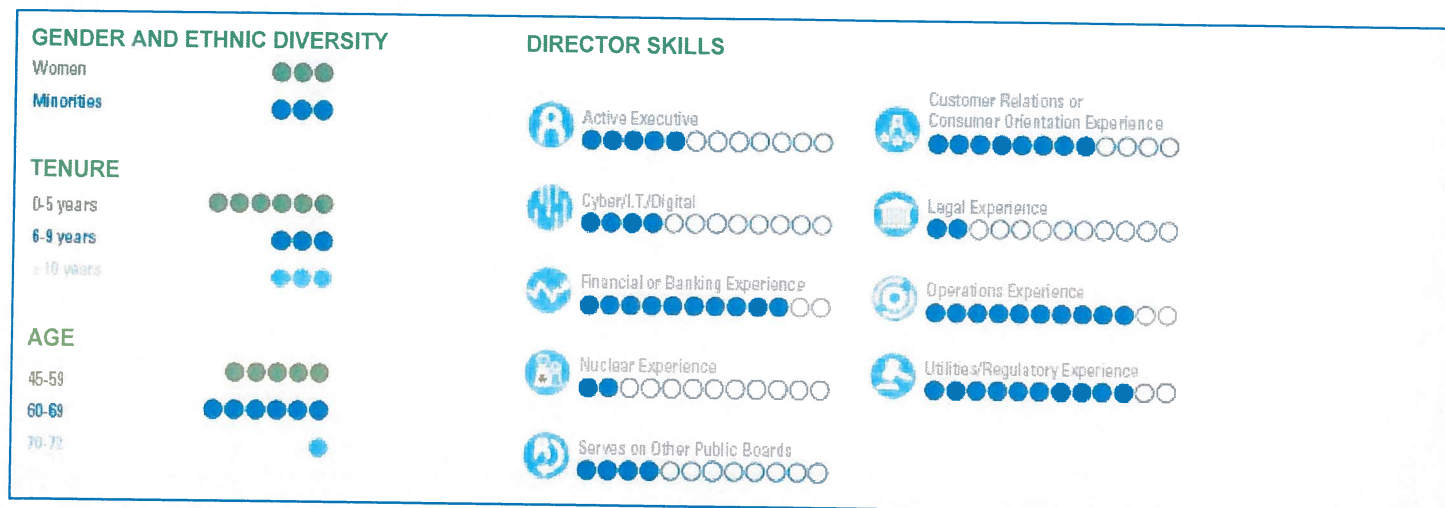 GENDER AND ETHNIC DIVERSITY
Women
Minorities
TENURE
0-5 years
6-9 years
≥ 10 years
AGE
45-59
60-69
70-72
DIRECTOR SKILLS
Active Executive
Cyber/I.T./Digital
Financial or Banking Experience
Nuclear Experience
Serves on Other Public Boards
Customer Relations or
Consumer Orientation Experience
Legal Experience
Operations Experience
Utilities/Regulatory Experience